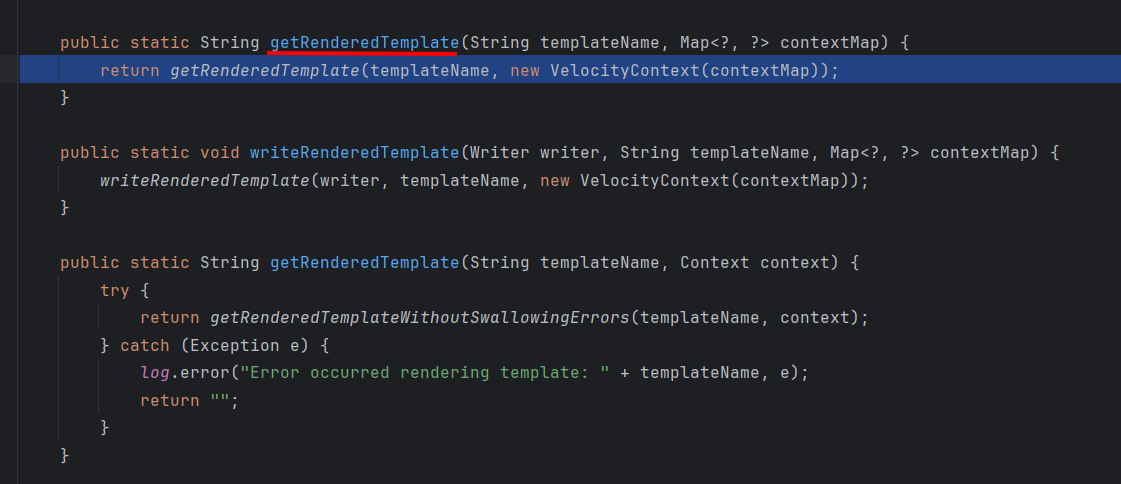 public static String getRenderedTemplate(String templateName, Map<?, ?> contextMap) {
return getRenderedTemplate(templateName, new VelocityContext(contextMap));
}
public static void writeRenderedTemplate(Writer writer, String templateName, Map<?, ?> contextMap) {
writeRenderedTemplate(writer, templateName, new VelocityContext(contextMap));
}
public static String getRenderedTemplate(String templateName, Context context) {
try {
return getRenderedTemplateWithoutSwallowingErrors(templateName, context);
} catch (Exception e) {
log.error("Error occurred rendering template: " + templateName, e);
return "";
}
}